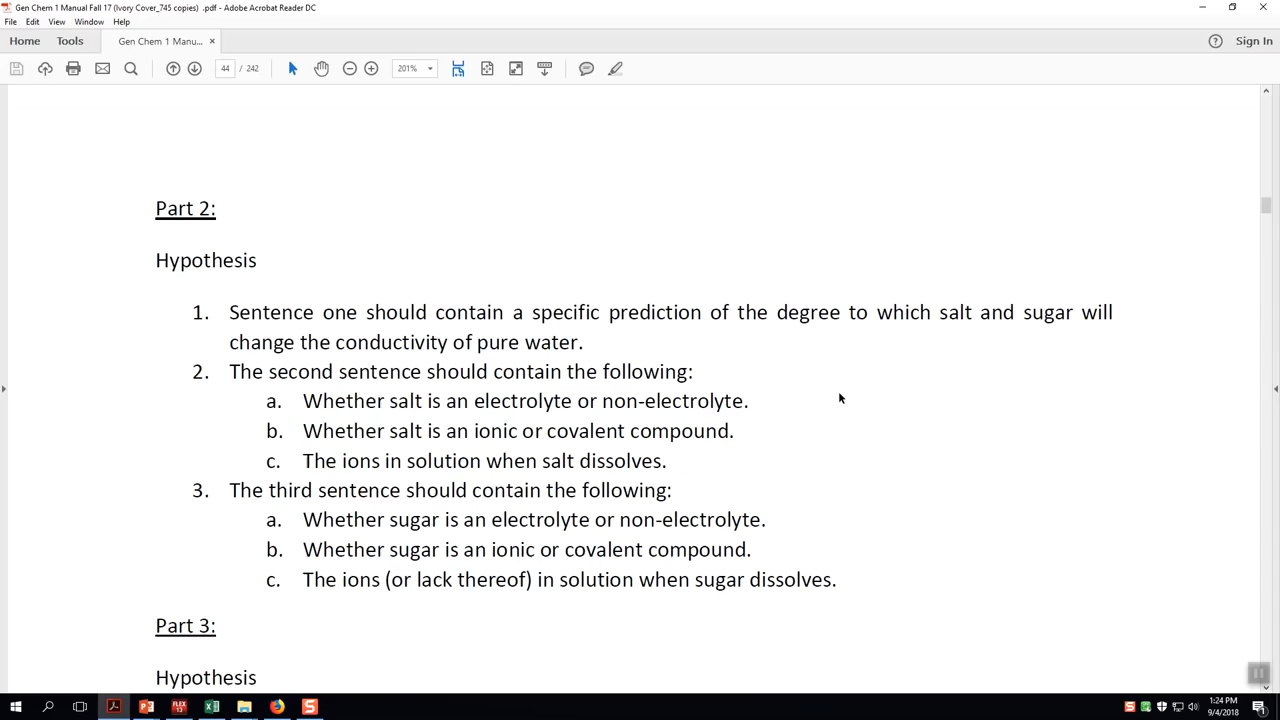 Gen Chem 1 Manual Fall 17 (Ivory Cover_745 copies) .pdf - Adobe Acrobat Reader DC
File Edit View Window Help
Home Tools Gen Chem 1 Manu... × ? Sign In
44 / 242 201%
Part 2:
Hypothesis
1. Sentence one should contain a specific prediction of the degree to which salt and sugar will
change the conductivity of pure water.
2. The second sentence should contain the following:
a. Whether salt is an electrolyte or non-electrolyte.
b. Whether salt is an ionic or covalent compound.
c. The ions in solution when salt dissolves.
3. The third sentence should contain the following:
a. Whether sugar is an electrolyte or non-electrolyte.
b. Whether sugar is an ionic or covalent compound.
c. The ions (or lack thereof) in solution when sugar dissolves.
Part 3:
Hypothesis
FLEX
13
1:24 PM
9/4/2018